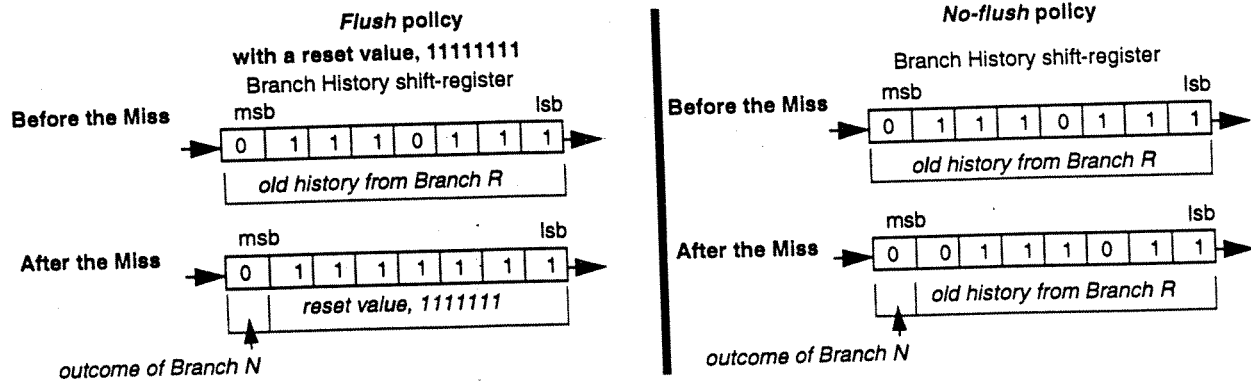 Flush policy
with a reset value, 11111111
Branch History shift-register
msb lsb
Before the Miss
0 1 1 1 0 1 1 1
old history from Branch R
msb lsb
After the Miss
0 1 1 1 1 1 1 1
reset value, 1111111
outcome of Branch N
No-flush policy
Branch History shift-register
msb lsb
Before the Miss
0 1 1 1 0 1 1 1
old history from Branch R
msb lsb
After the Miss
0 0 1 1 1 0 1 1
old history from Branch R
outcome of Branch N